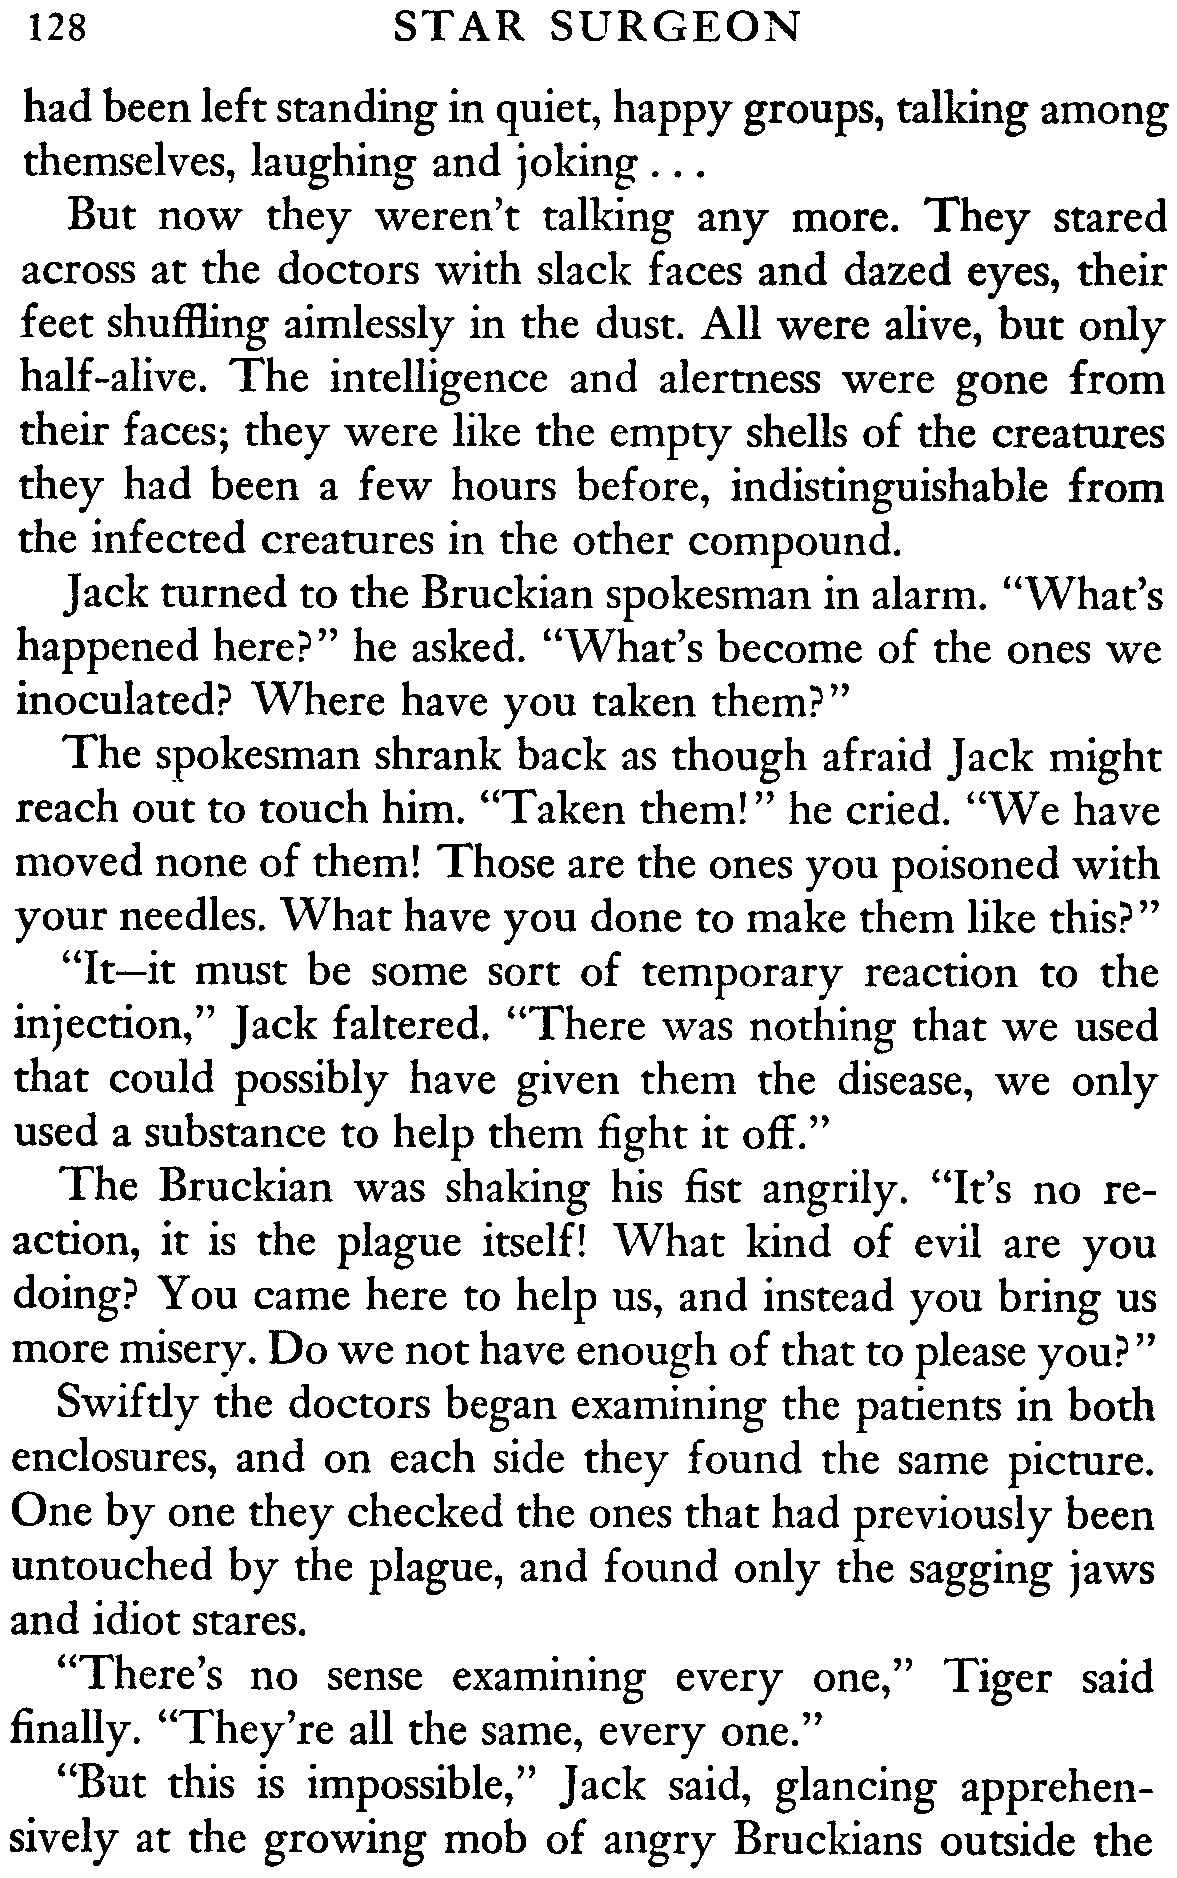 128 STAR SURGEON
had been left standing in quiet, happy groups, talking among
themselves, laughing and joking . . .
But now they weren't talking any more. They stared
across at the doctors with slack faces and dazed eyes, their
feet shuffling aimlessly in the dust. All were alive, but only
half-alive. The intelligence and alertness were gone from
their faces; they were like the empty shells of the creatures
they had been a few hours before, indistinguishable from
the infected creatures in the other compound.
Jack turned to the Bruckian spokesman in alarm. “What's
happened here?” he asked. “What's become of the ones we
inoculated? Where have you taken them?”
The spokesman shrank back as though afraid Jack might
reach out to touch him. “Taken them!” he cried. “We have
moved none of them! Those are the ones you poisoned with
your needles. What have you done to make them like this?”
“It—it must be some sort of temporary reaction to the
injection,” Jack faltered. “There was nothing that we used
that could possibly have given them the disease, we only
used a substance to help them fight it off.”
The Bruckian was shaking his fist angrily. “It's no re-
action, it is the plague itself! What kind of evil are you
doing? You came here to help us, and instead you bring us
more misery. Do we not have enough of that to please you?”
Swiftly the doctors began examining the patients in both
enclosures, and on each side they found the same picture.
One by one they checked the ones that had previously been
untouched by the plague, and found only the sagging jaws
and idiot stares.
“There's no sense examining every one,” Tiger said
finally. “They're all the same, every one.”
“But this is impossible,” Jack said, glancing apprehen-
sively at the growing mob of angry Bruckians outside the